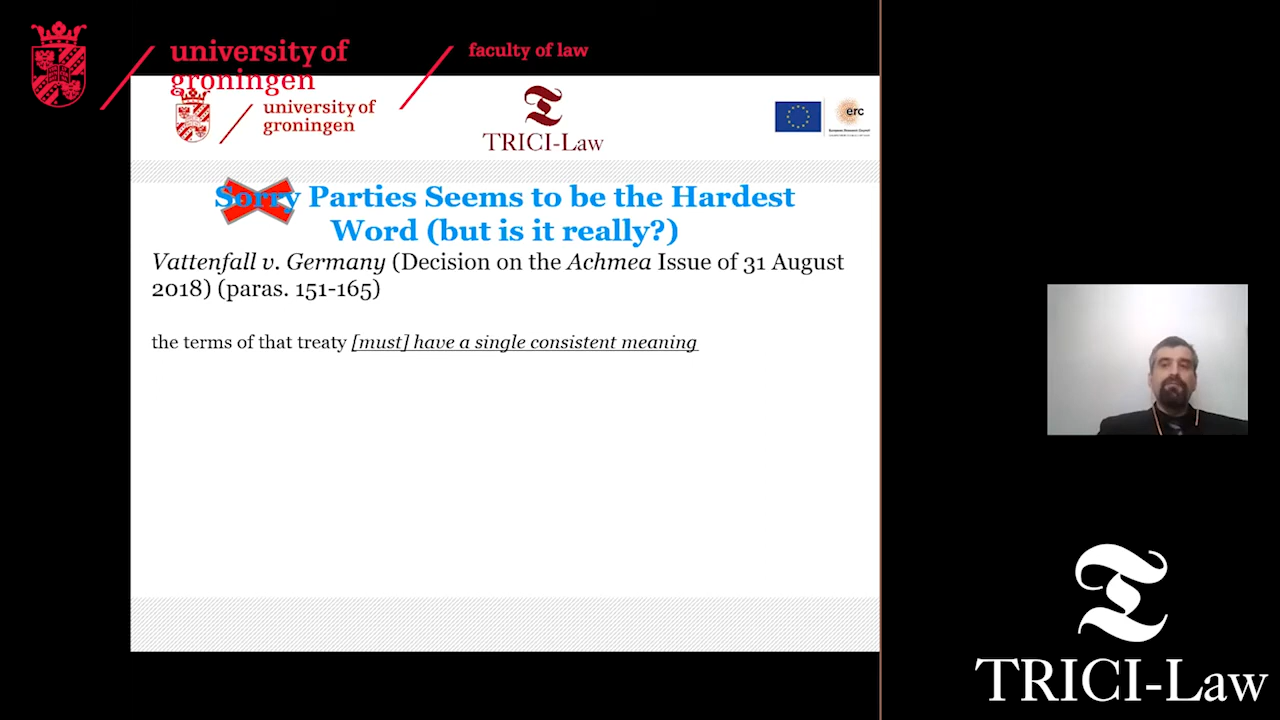 university of
groningen
faculty of law
university of
groningen
TRICI-Law
erc
Sorry Parties Seems to be the Hardest
Word (but is it really?)
Vattenfall v. Germany (Decision on the Achmea Issue of 31 August
2018) (paras. 151-165)
the terms of that treaty [must] have a single consistent meaning
TRICI-Law